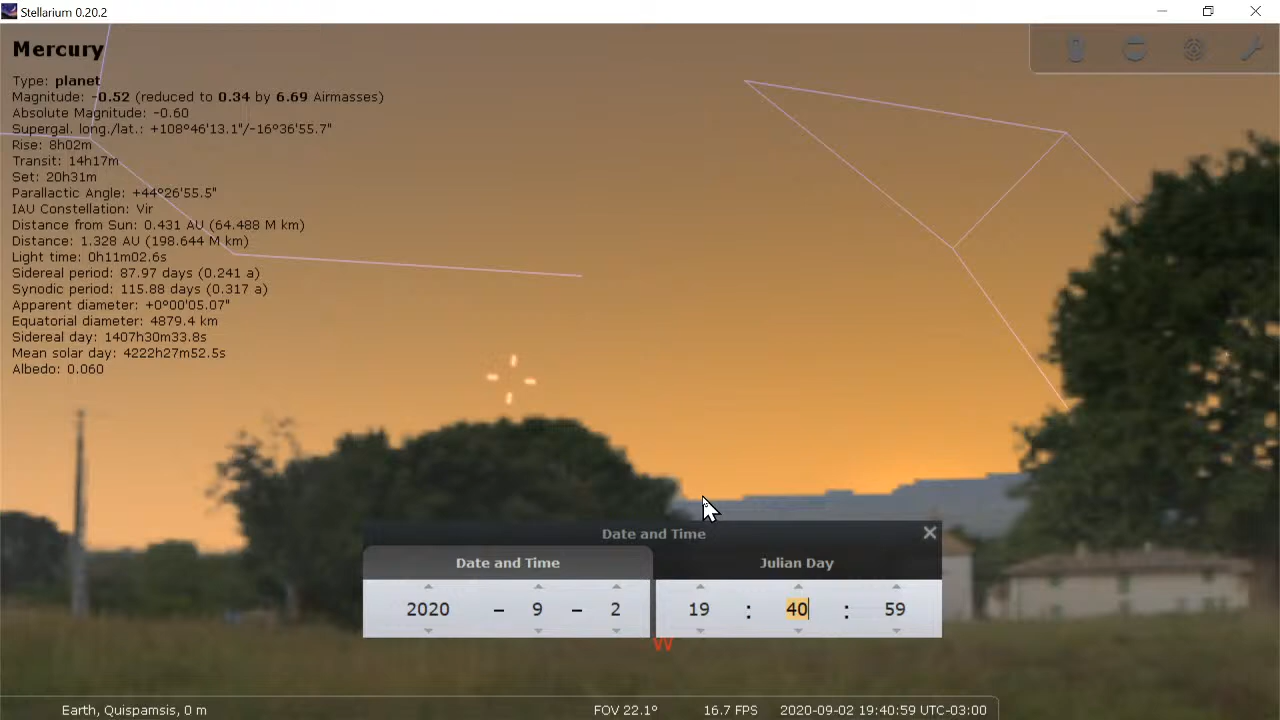 Stellarium 0.20.2
Mercury
Type: planet
Magnitude: -0.52 (reduced to 0.34 by 6.69 Airmasses)
Absolute Magnitude: -0.60
Supergal. long./lat.: +108°46'13.1"/-16°36'55.7"
Rise: 8h02m
Transit: 14h17m
Set: 20h31m
Parallactic Angle: +44°26'55.5"
IAU Constellation: Vir
Distance from Sun: 0.431 AU (64.488 M km)
Distance: 1.328 AU (198.644 M km)
Light time: 0h11m02.6s
Sidereal period: 87.97 days (0.241 a)
Synodic period: 115.88 days (0.317 a)
Apparent diameter: +0°00'05.07"
Equatorial diameter: 4879.4 km
Sidereal day: 1407h30m33.8s
Mean solar day: 4222h27m52.5s
Albedo: 0.060
Date and Time
Date and Time Julian Day
2020 - 9 - 2 19 : 40 : 59
W
Earth, Quispamsis, 0 m FOV 22.1° 16.7 FPS 2020-09-02 19:40:59 UTC-03:00